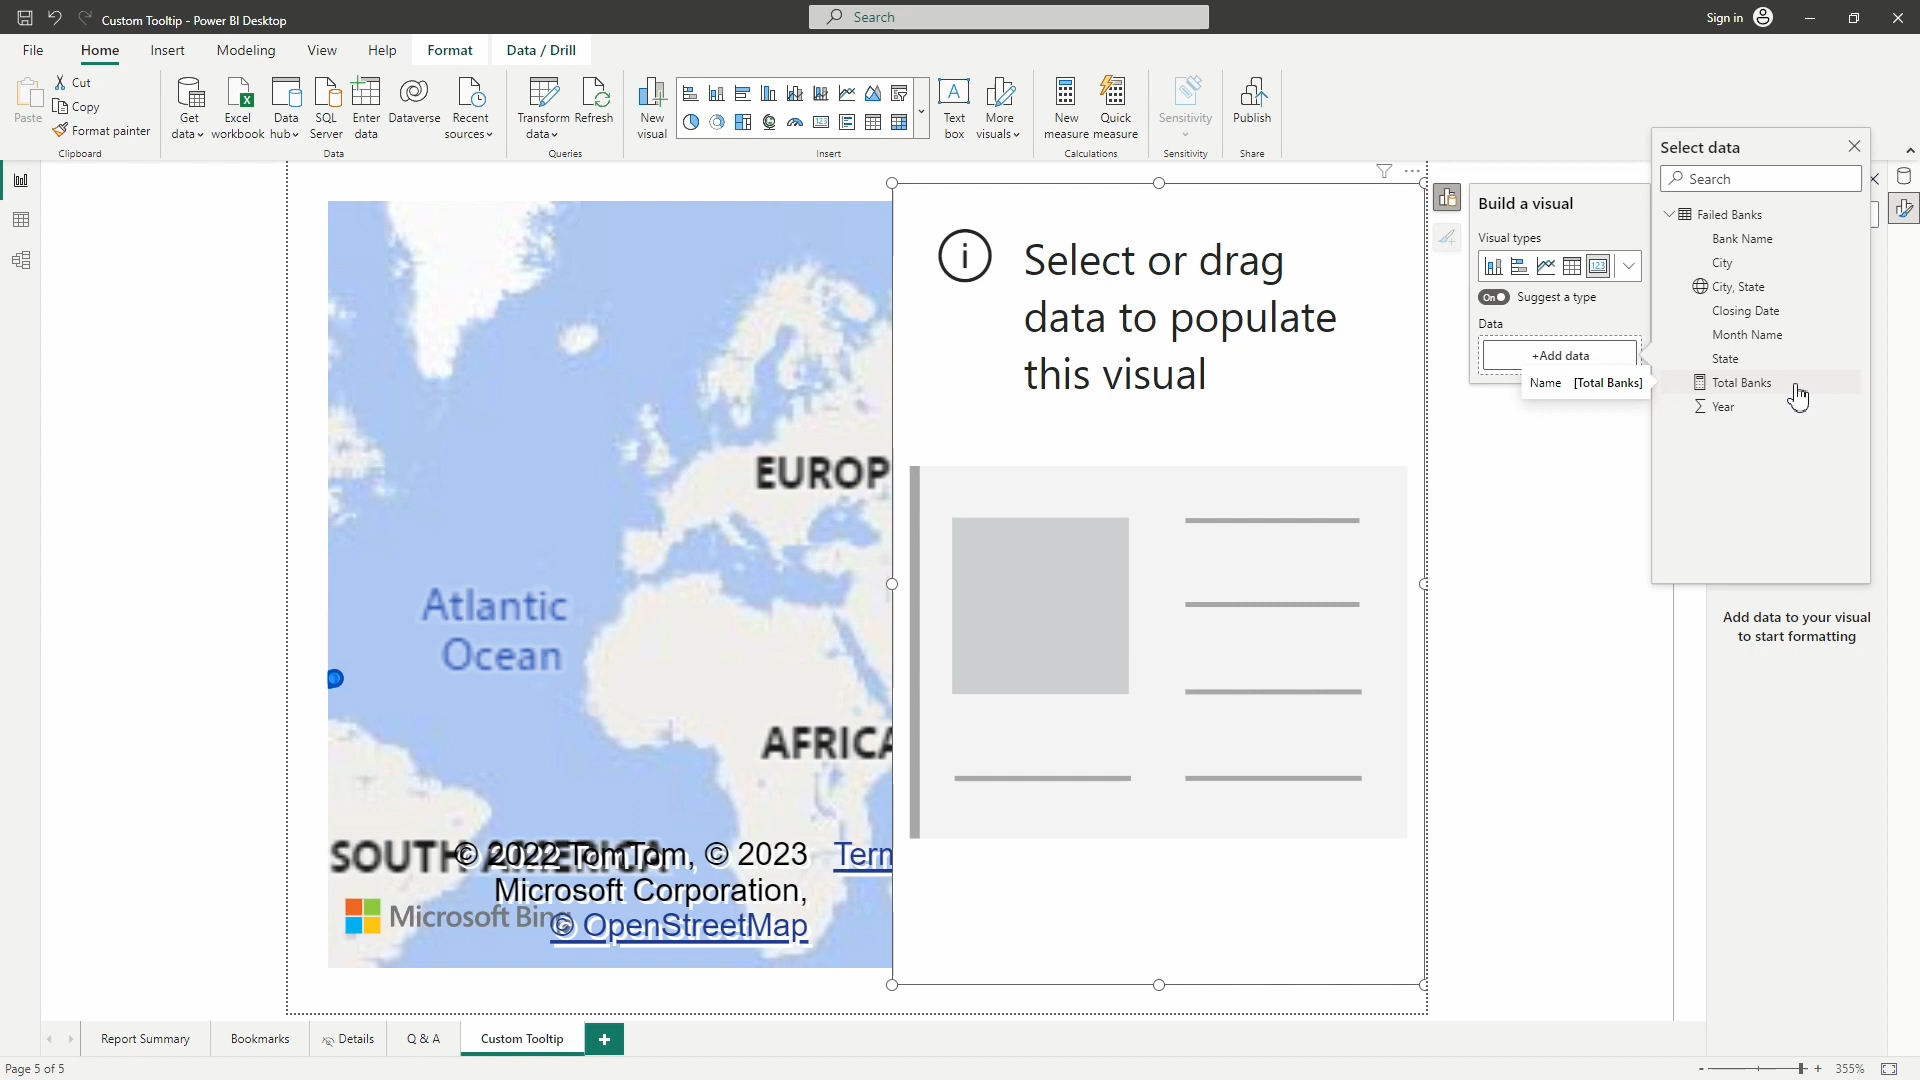 Custom Tooltip - Power BI Desktop
Search
Sign in
File
Home
Insert
Modeling
View
Help
Format
Data / Drill
Paste
Cut
Copy
Format painter
Clipboard
Get data
Excel workbook
Data hub
SQL Server
Enter data
Dataverse
Recent sources
Data
Transform data
Refresh
Queries
New visual
Text box
More visuals
Insert
New measure
Quick measure
Calculations
Sensitivity
Sensitivity
Publish
Share
Select or drag
data to populate
this visual
EUROP
Atlantic
Ocean
AFRICA
SOUTH AMERICA
© 2022 TomTom, © 2023
Term
Microsoft Corporation,
Microsoft Bing
© OpenStreetMap
Build a visual
Visual types
On
Suggest a type
Data
+Add data
Name [Total Banks]
Select data
Search
Failed Banks
Bank Name
City
City, State
Closing Date
Month Name
State
Total Banks
Year
Add data to your visual
to start formatting
Report Summary
Bookmarks
Details
Q & A
Custom Tooltip
+
Page 5 of 5
- + 355%